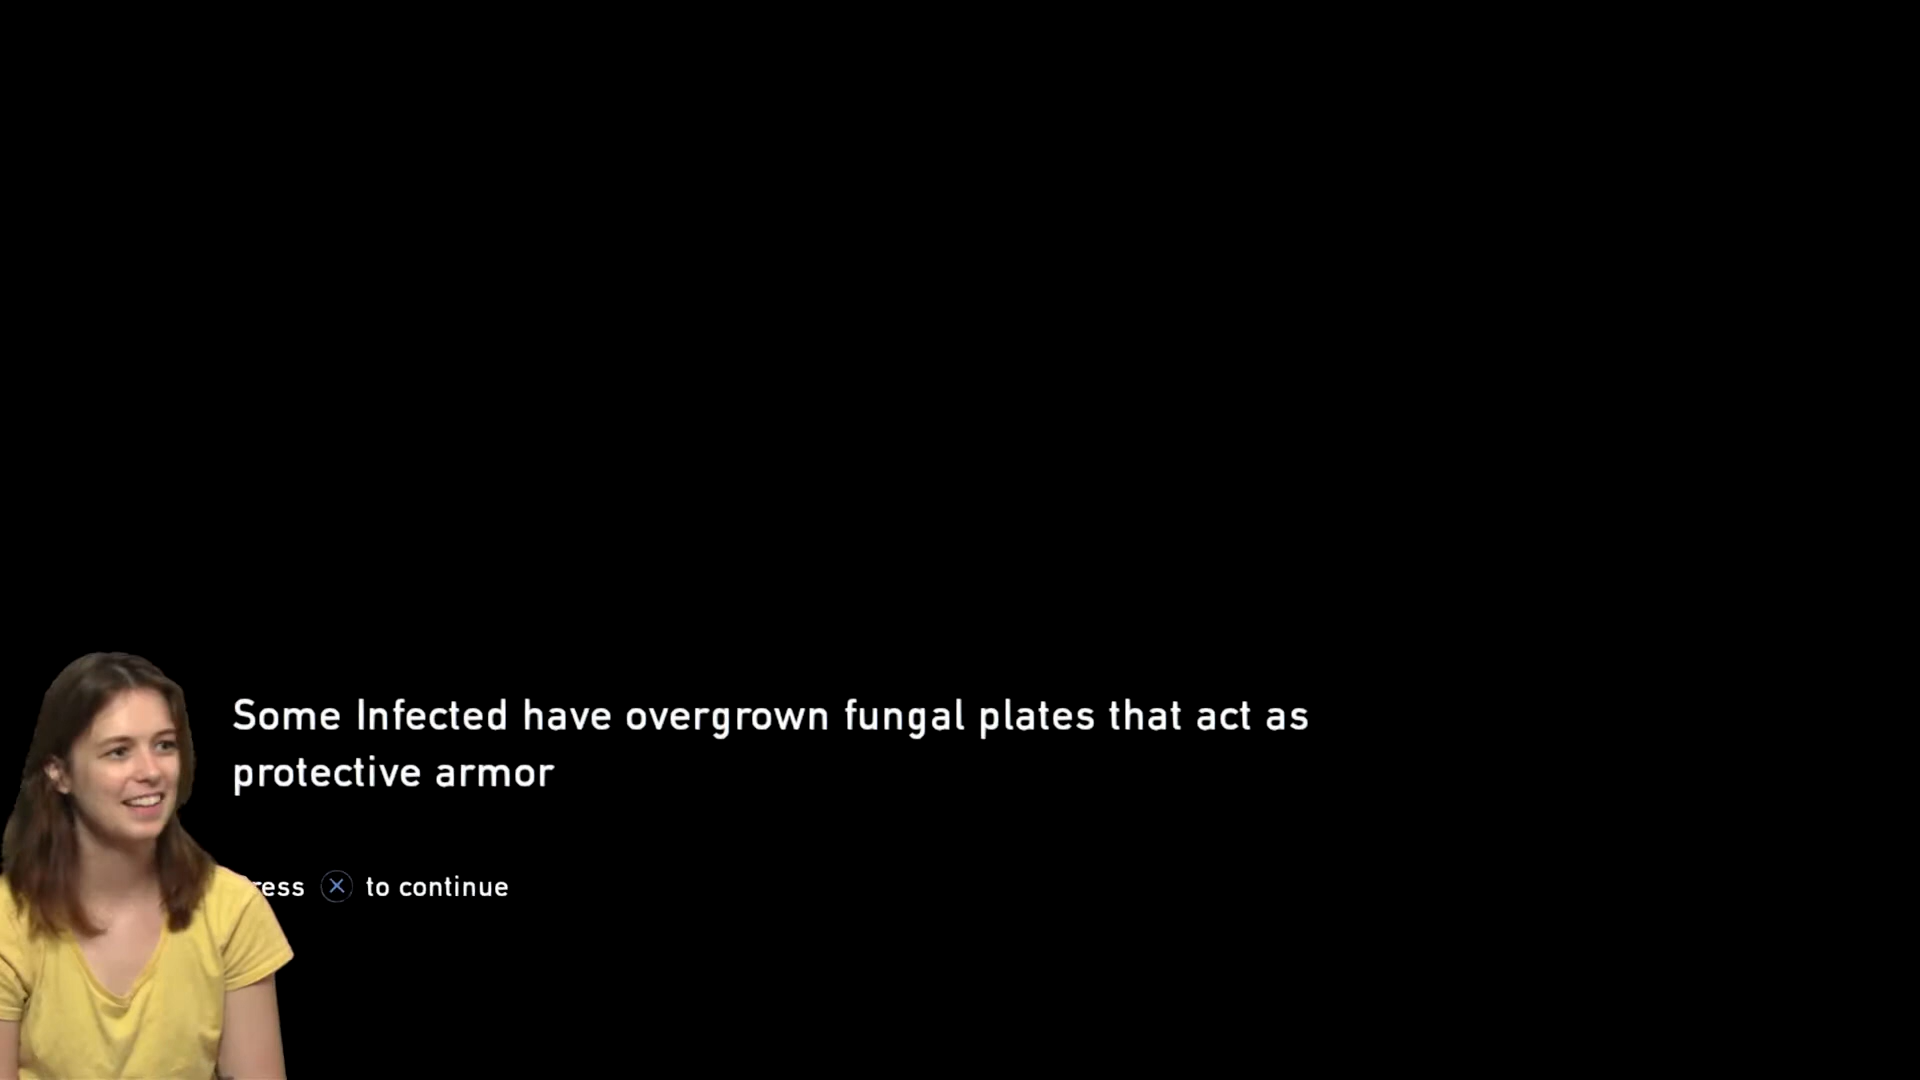 Some Infected have overgrown fungal plates that act as
protective armor
ress to continue